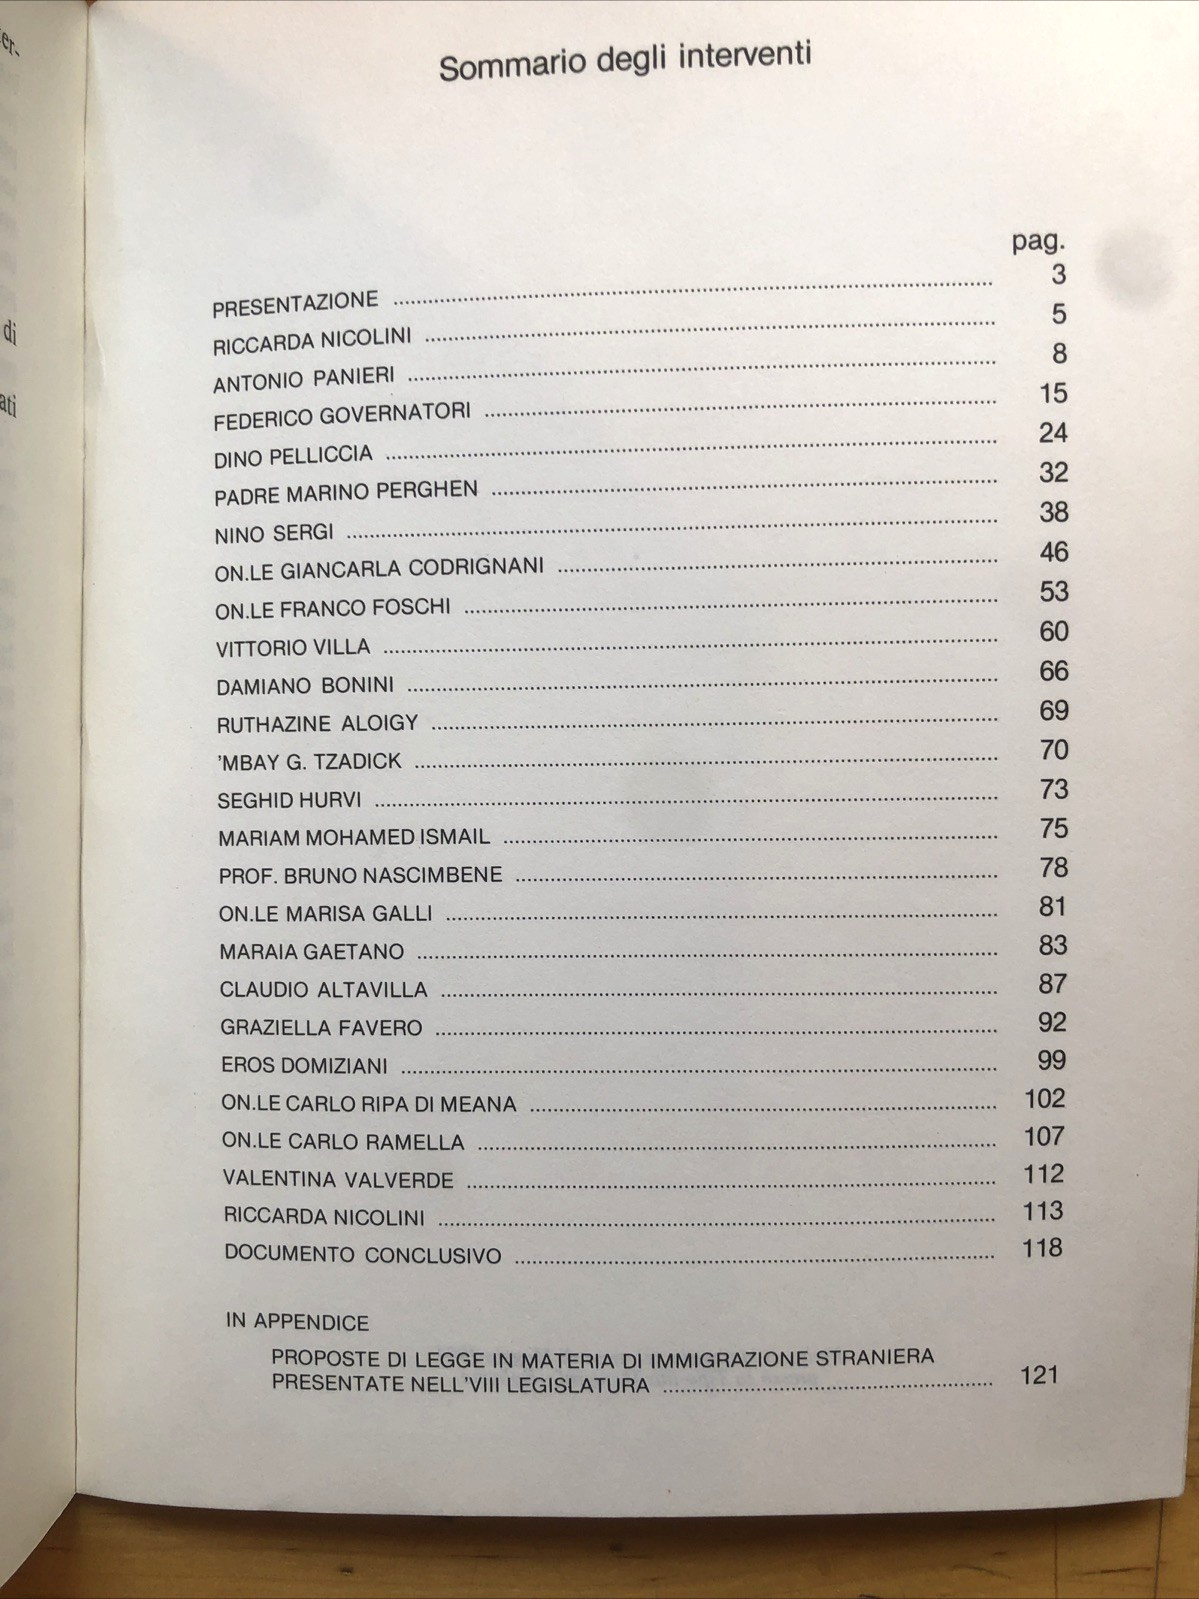 er-
di
ati
Sommario degli interventi
pag.
PRESENTAZIONE 3
RICCARDA NICOLINI 5
ANTONIO PANIERI 8
FEDERICO GOVERNATORI 15
DINO PELLICCIA 24
PADRE MARINO PERGHEN 32
NINO SERGI 38
ON.LE GIANCARLA CODRIGNANI 46
ON.LE FRANCO FOSCHI 53
VITTORIO VILLA 60
DAMIANO BONINI 66
RUTHAZINE ALOIGY 69
'MBAY G. TZADICK 70
SEGHID HURVI 73
MARIAM MOHAMED ISMAIL 75
PROF. BRUNO NASCIMBENE 78
ON.LE MARISA GALLI 81
MARAIA GAETANO 83
CLAUDIO ALTAVILLA 87
GRAZIELLA FAVERO 92
EROS DOMIZIANI 99
ON.LE CARLO RIPA DI MEANA 102
ON.LE CARLO RAMELLA 107
VALENTINA VALVERDE 112
RICCARDA NICOLINI 113
DOCUMENTO CONCLUSIVO 118
IN APPENDICE
PROPOSTE DI LEGGE IN MATERIA DI IMMIGRAZIONE STRANIERA
PRESENTATE NELL'VIII LEGISLATURA 121